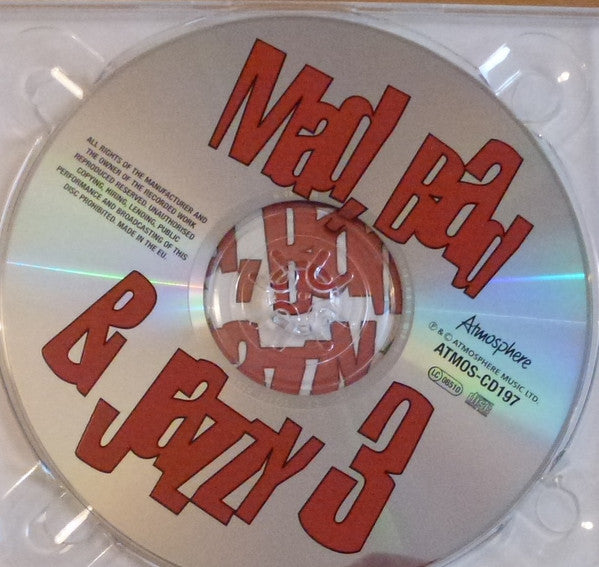 Mad, Bad
& Jazzy 3
ALL RIGHTS OF THE MANUFACTURER AND
THE OWNER OF THE RECORDED WORK
REPRODUCED RESERVED. UNAUTHORISED
COPYING, HIRING, LENDING, PUBLIC
PERFORMANCE AND BROADCASTING OF THIS
DISC PROHIBITED. MADE IN THE EU.
Atmosphere
℗ & © ATMOSPHERE MUSIC LTD.
ATMOS-CD197
LC 08510